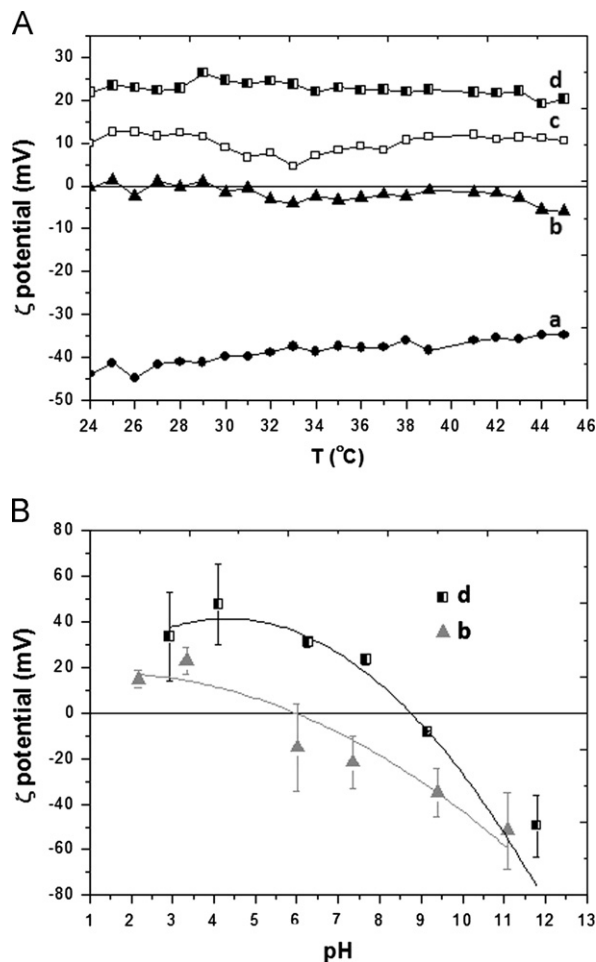 A
ζ potential (mV)
30
20
10
0
-10
-20
-30
-40
-50
d
c
b
a
24 26 28 30 32 34 36 38 40 42 44 46
T (°C)
B
ζ potential (mV)
80
60
40
20
0
-20
-40
-60
-80
d
b
1 2 3 4 5 6 7 8 9 10 11 12 13
pH